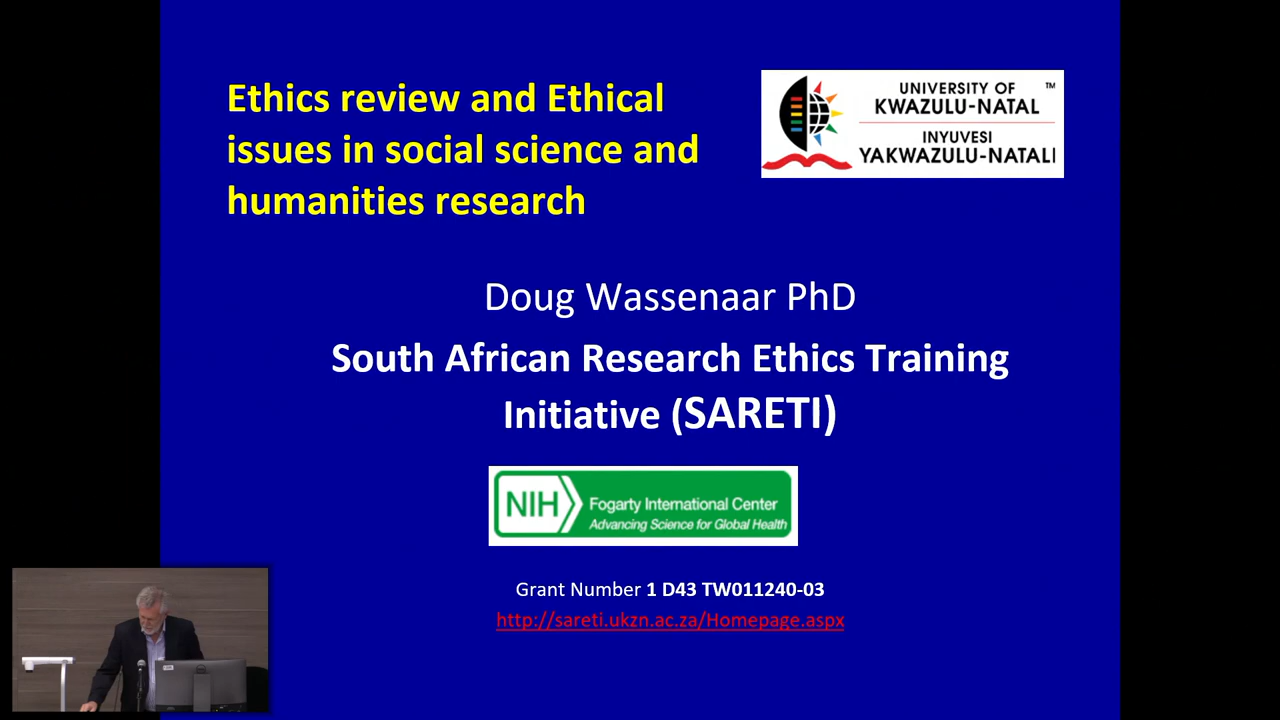 Ethics review and Ethical
issues in social science and
humanities research
UNIVERSITY OF ™
KWAZULU-NATAL
INYUVESI
YAKWAZULU-NATALI
Doug Wassenaar PhD
South African Research Ethics Training
Initiative (SARETI)
NIH
Fogarty International Center
Advancing Science for Global Health
Grant Number 1 D43 TW011240-03
http://sareti.ukzn.ac.za/Homepage.aspx